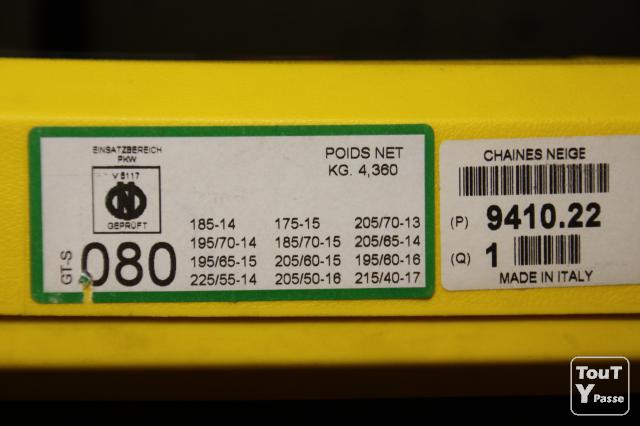 EINSATZBEREICH
PKW
V 5117
GEPRÜFT
GT-S
080
POIDS NET
KG. 4,360
185-14 175-15 205/70-13
195/70-14 185/70-15 205/65-14
195/65-15 205/60-15 195/60-16
225/55-14 205/50-16 215/40-17
CHAINES NEIGE
(P) 9410.22
(Q) 1
MADE IN ITALY
TouT
Y Passe